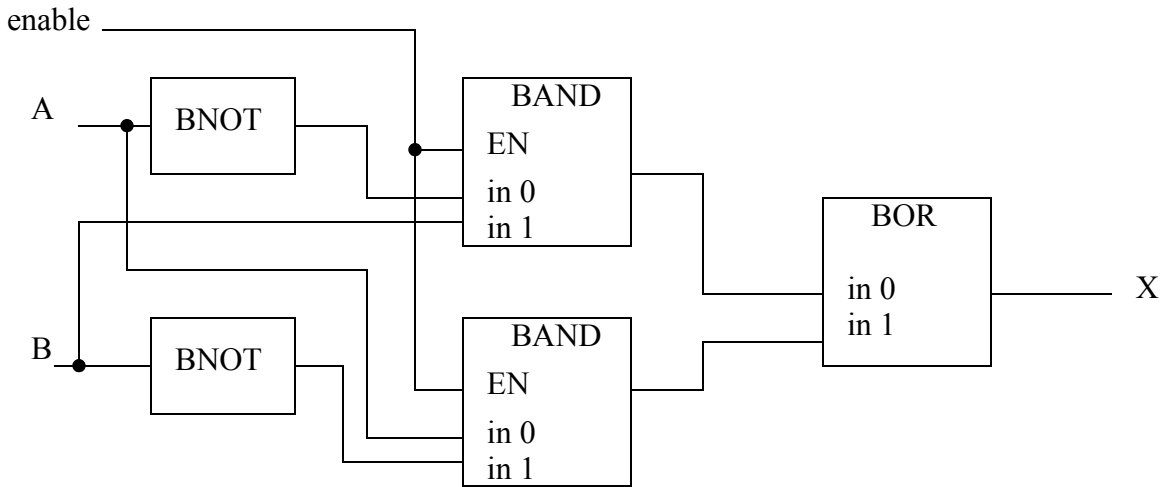 enable
A
BNOT
BAND
EN
in 0
in 1
BOR
in 0
in 1
X
B
BNOT
BAND
EN
in 0
in 1